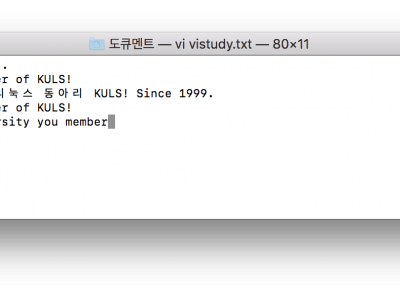 도큐멘트 — vi vistudy.txt — 80×11
.
er of KULS!
눅스 동아리 KULS! Since 1999.
er of KULS!
rsity you member